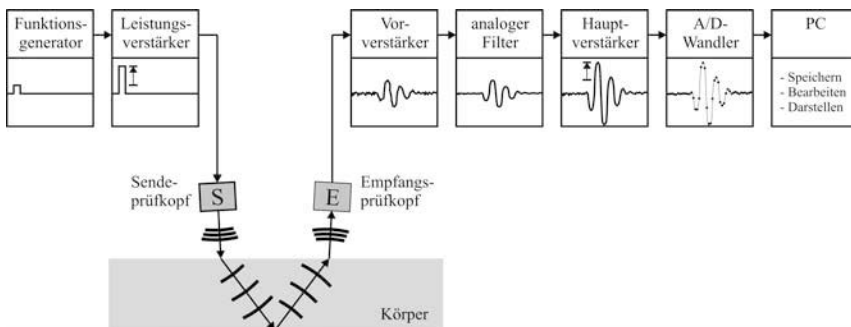 Funktions-
generator
Leistungs-
verstärker
Vor-
verstärker
analoger
Filter
Haupt-
verstärker
A/D-
Wandler
PC
- Speichern
- Bearbeiten
- Darstellen
Sende-
prüfkopf
S
E
Empfangs-
prüfkopf
Körper